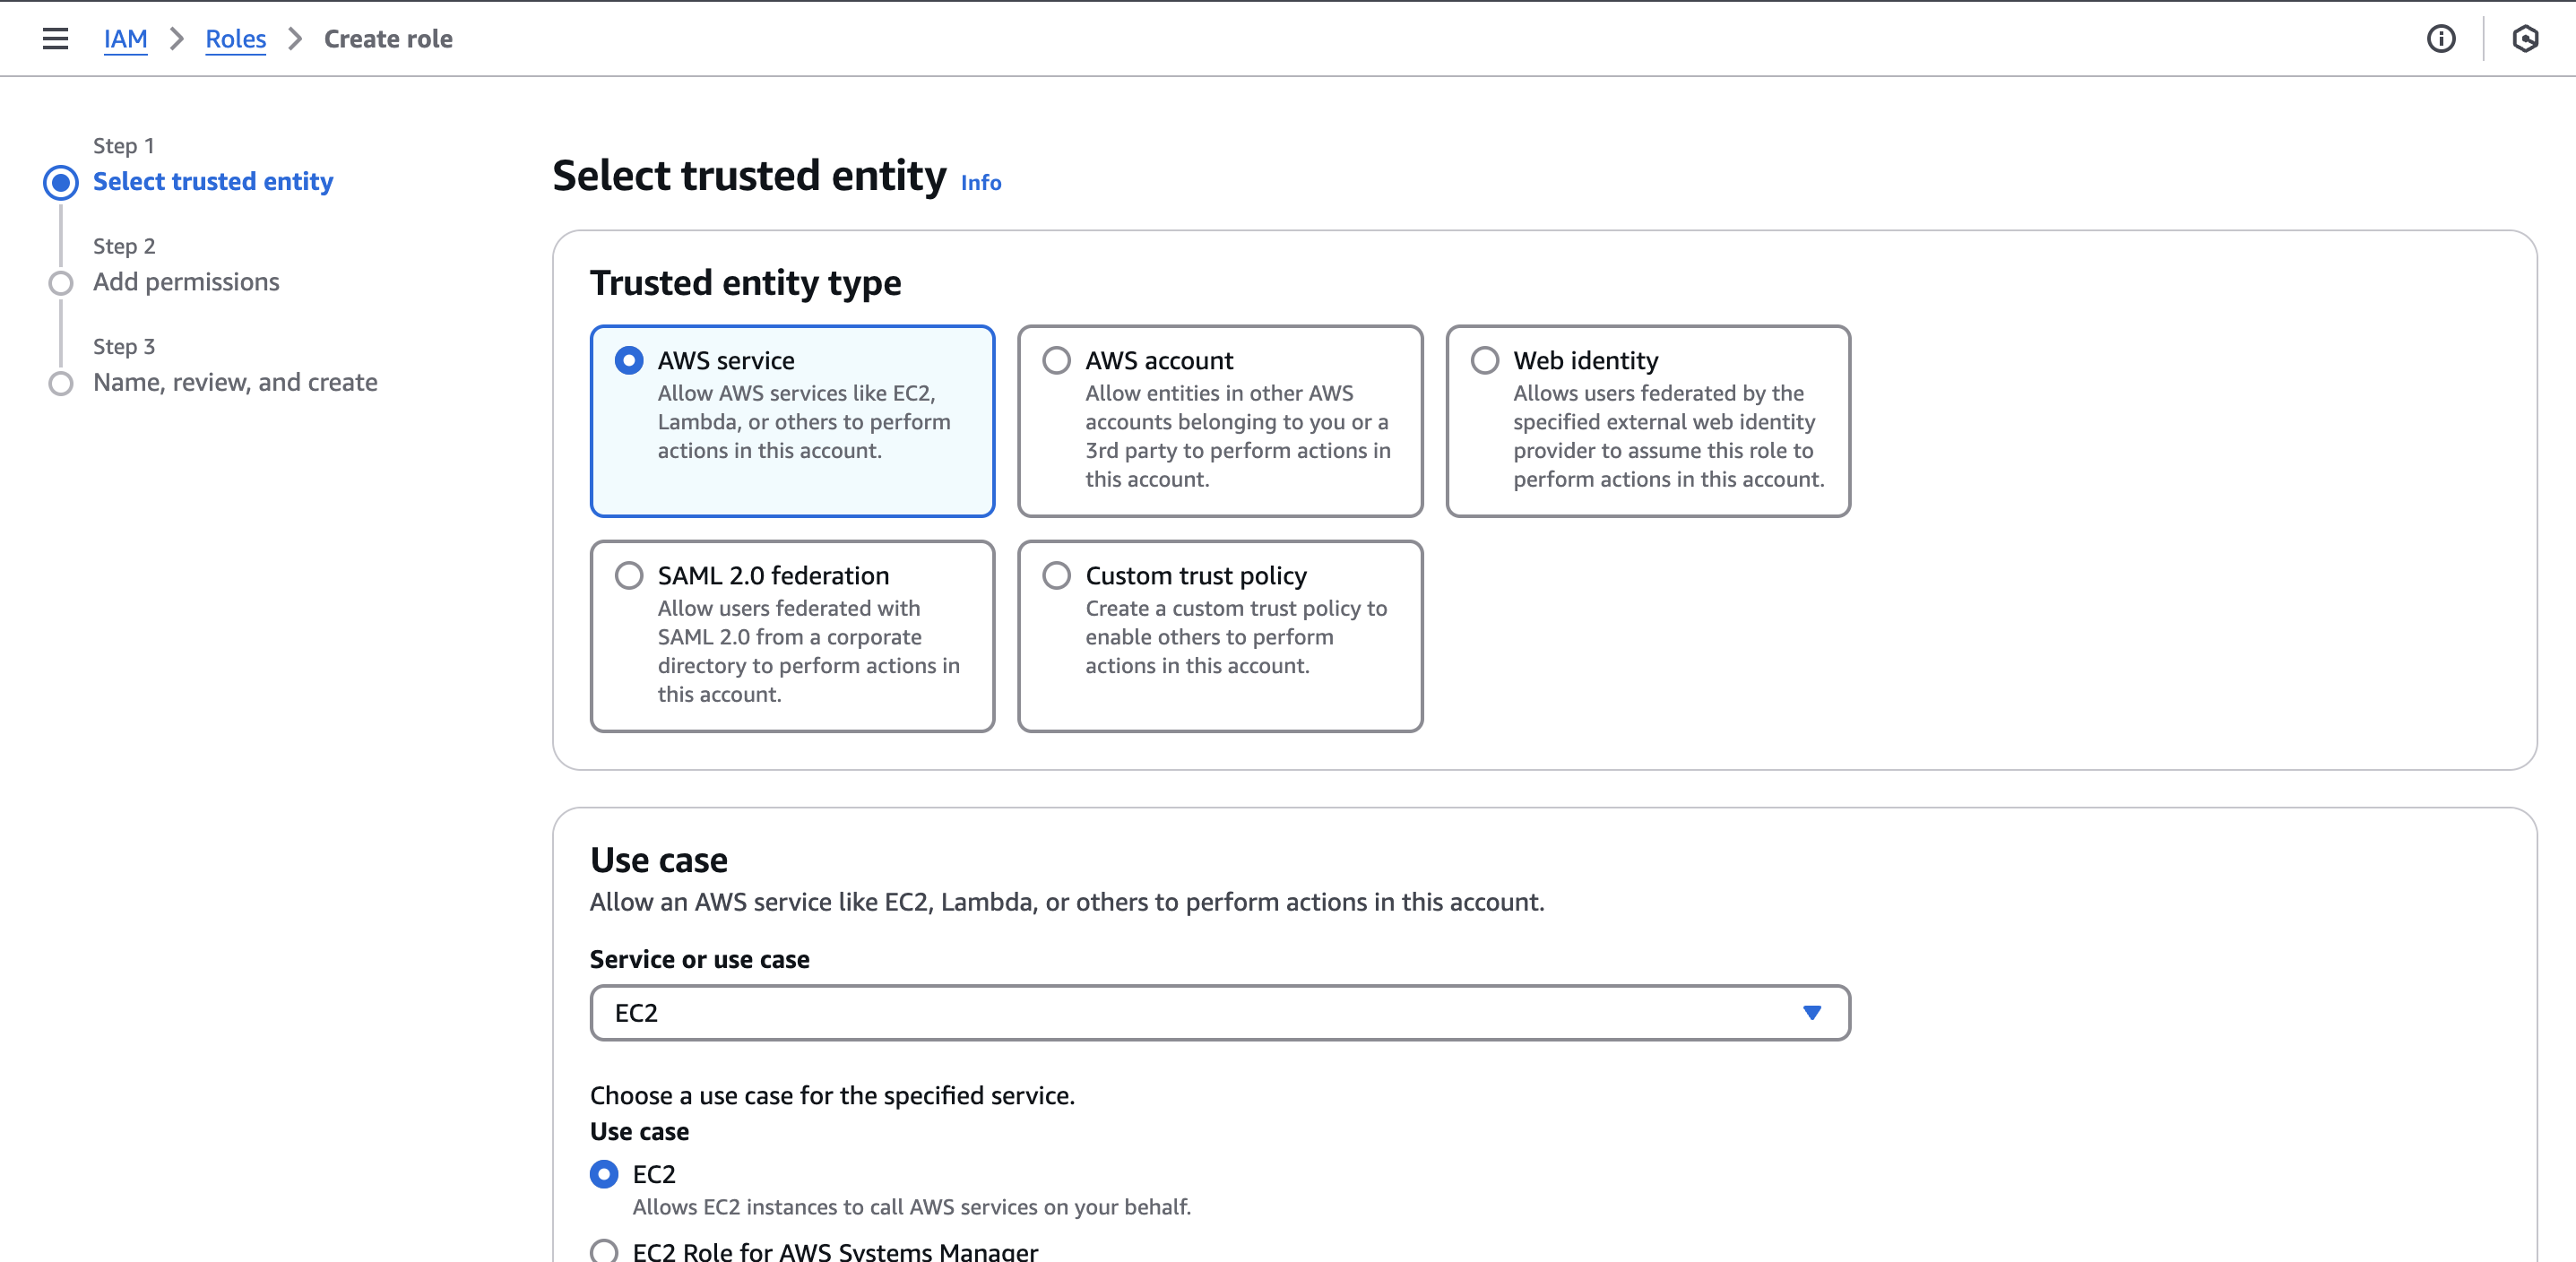 IAM
Roles
Create role
Step 1
Select trusted entity
Step 2
Add permissions
Step 3
Name, review, and create
Select trusted entity Info
Trusted entity type
AWS service
Allow AWS services like EC2,
Lambda, or others to perform
actions in this account.
AWS account
Allow entities in other AWS
accounts belonging to you or a
3rd party to perform actions in
this account.
Web identity
Allows users federated by the
specified external web identity
provider to assume this role to
perform actions in this account.
SAML 2.0 federation
Allow users federated with
SAML 2.0 from a corporate
directory to perform actions in
this account.
Custom trust policy
Create a custom trust policy to
enable others to perform
actions in this account.
Use case
Allow an AWS service like EC2, Lambda, or others to perform actions in this account.
Service or use case
EC2
Choose a use case for the specified service.
Use case
EC2
Allows EC2 instances to call AWS services on your behalf.
EC2 Role for AWS Systems Manager